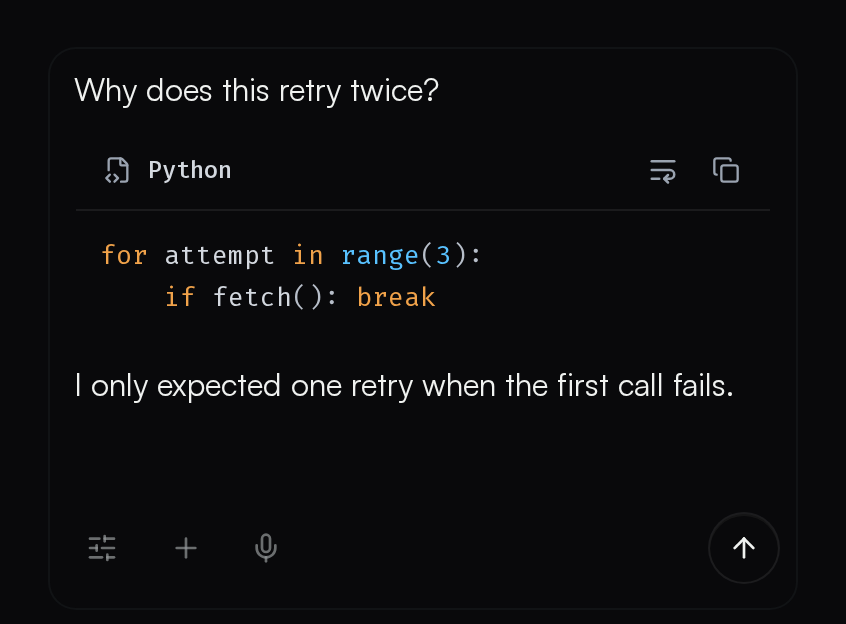 Why does this retry twice?
Python
for attempt in range(3):
    if fetch(): break
I only expected one retry when the first call fails.